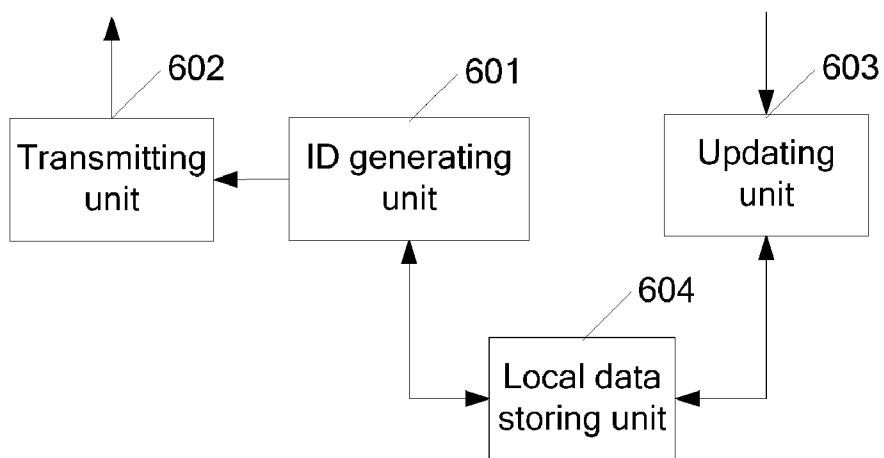 602
601
603
Transmitting
unit
ID generating
unit
Updating
unit
604
Local data
storing unit